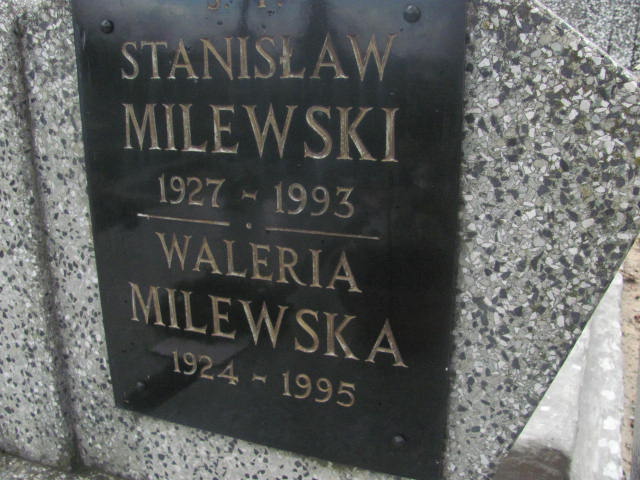 STANISŁAW
MILEWSKI
1927 - 1993
WALERIA
MILEWSKA
1924 - 1995